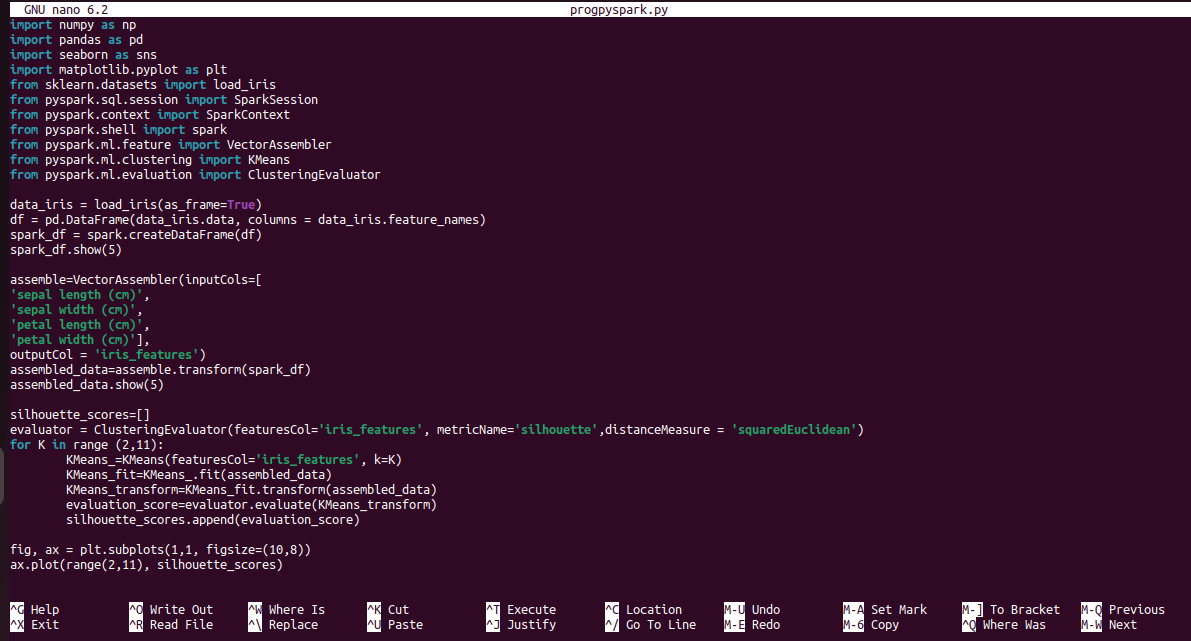 GNU nano 6.2 progpyspark.py
import numpy as np
import pandas as pd
import seaborn as sns
import matplotlib.pyplot as plt
from sklearn.datasets import load_iris
from pyspark.sql.session import SparkSession
from pyspark.context import SparkContext
from pyspark.shell import spark
from pyspark.ml.feature import VectorAssembler
from pyspark.ml.clustering import KMeans
from pyspark.ml.evaluation import ClusteringEvaluator
data_iris = load_iris(as_frame=True)
df = pd.DataFrame(data_iris.data, columns = data_iris.feature_names)
spark_df = spark.createDataFrame(df)
spark_df.show(5)
assemble=VectorAssembler(inputCols=[
'sepal length (cm)',
'sepal width (cm)',
'petal length (cm)',
'petal width (cm)'],
outputCol = 'iris_features')
assembled_data=assemble.transform(spark_df)
assembled_data.show(5)
silhouette_scores=[]
evaluator = ClusteringEvaluator(featuresCol='iris_features', metricName='silhouette',distanceMeasure = 'squaredEuclidean')
for K in range (2,11):
        KMeans_=KMeans(featuresCol='iris_features', k=K)
        KMeans_fit=KMeans_.fit(assembled_data)
        KMeans_transform=KMeans_fit.transform(assembled_data)
        evaluation_score=evaluator.evaluate(KMeans_transform)
        silhouette_scores.append(evaluation_score)
fig, ax = plt.subplots(1,1, figsize=(10,8))
ax.plot(range(2,11), silhouette_scores)
^G Help ^O Write Out ^W Where Is ^K Cut ^T Execute ^C Location M-U Undo M-A Set Mark M-] To Bracket M-Q Previous
^X Exit ^R Read File ^\ Replace ^U Paste ^J Justify ^/ Go To Line M-E Redo M-6 Copy ^Q Where Was M-W Next